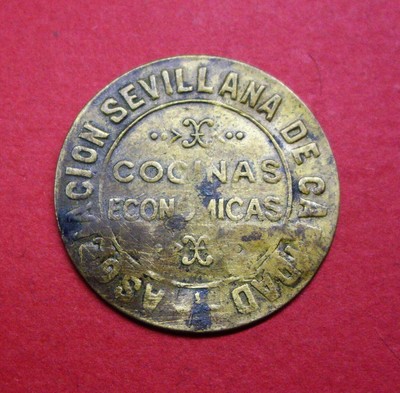 ASOCIACION SEVILLANA DE CARIDAD
COCINAS
ECONOMICAS